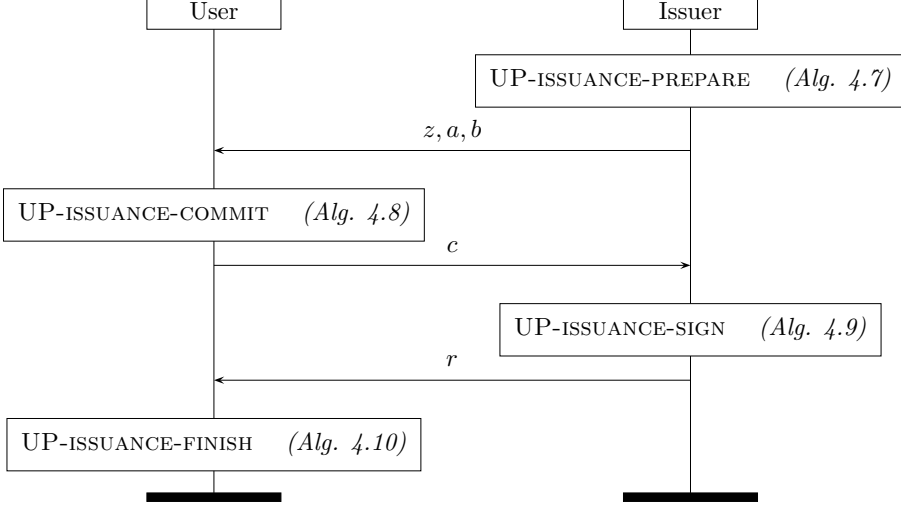 User Issuer
UP-ISSUANCE-PREPARE (Alg. 4.7)
z, a, b
UP-ISSUANCE-COMMIT (Alg. 4.8)
c
UP-ISSUANCE-SIGN (Alg. 4.9)
r
UP-ISSUANCE-FINISH (Alg. 4.10)